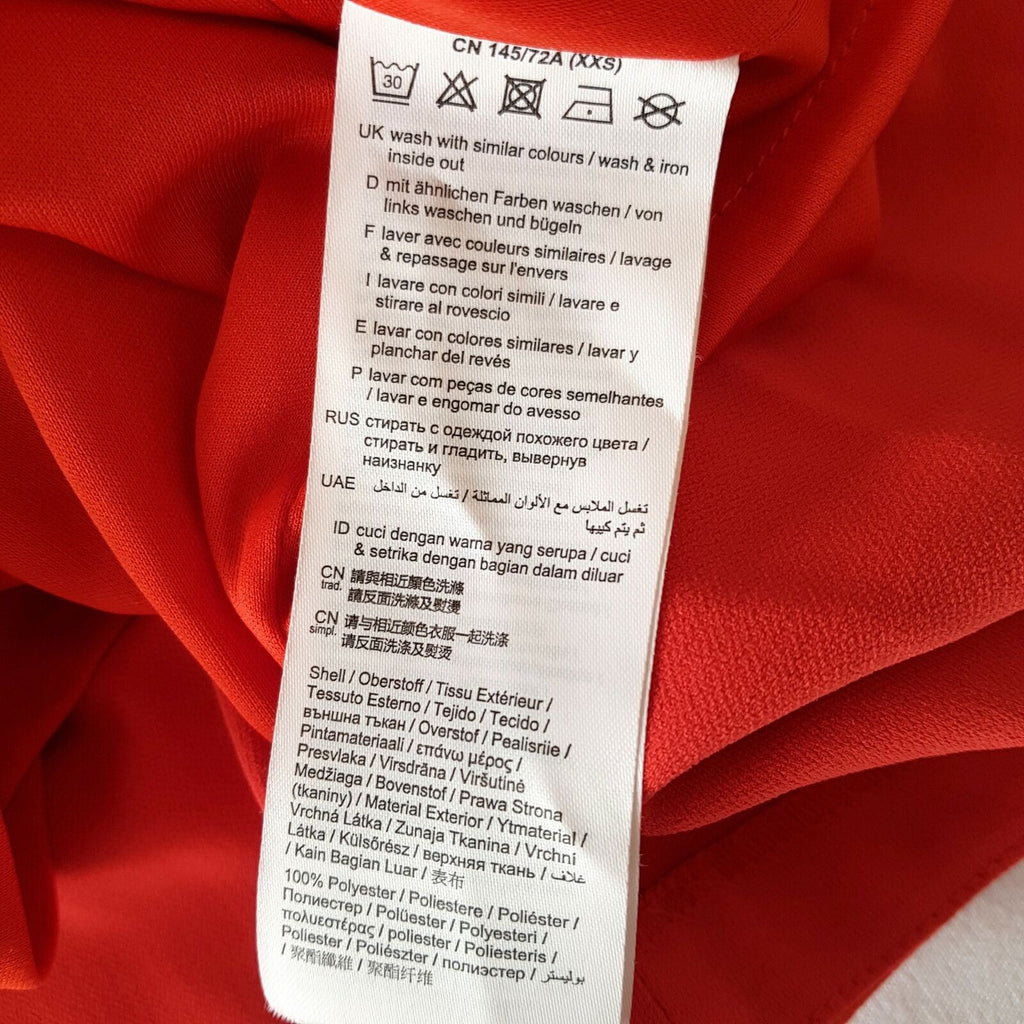 CN 145/72A (XXS)
30
UK wash with similar colours / wash & iron
inside out
D mit ähnlichen Farben waschen / von
links waschen und bügeln
F laver avec couleurs similaires / lavage
& repassage sur l'envers
I lavare con colori simili / lavare e
stirare al rovescio
E lavar con colores similares / lavar y
planchar del revés
P lavar com peças de cores semelhantes
/ lavar e engomar do avesso
RUS стирать с одеждой похожего цвета /
стирать и гладить, вывернув
наизнанку
UAE تغسل الملابس مع الألوان المماثلة / تغسل من الداخل
ثم يتم كيها
ID cuci dengan warna yang serupa / cuci
& setrika dengan bagian dalam diluar
CN trad. 請與相近顏色洗滌
請反面洗滌及熨燙
CN simpl. 请与相近颜色衣服一起洗涤
请反面洗涤及熨烫
Shell / Oberstoff / Tissu Extérieur /
Tessuto Esterno / Tejido / Tecido /
външна тъкан / Overstof / Pealisriie /
Pintamateriaali / επάνω μέρος /
Presvlaka / Virsdrāna / Viršutinė
Medžiaga / Bovenstof / Prawa Strona
(tkaniny) / Material Exterior / Ytmaterial /
Vrchná Látka / Zunaja Tkanina / Vrchní
Látka / Külsőrész / верхняя ткань / غلاف
/ Kain Bagian Luar / 表布
100% Polyester / Poliestere / Poliéster /
Полиестер / Polüester / Polyesteri /
πολυεστέρας / poliester / Poliesteris /
Poliester / Poliészter / полиэстер / بوليستر
/ 聚酯纖維 / 聚酯纤维